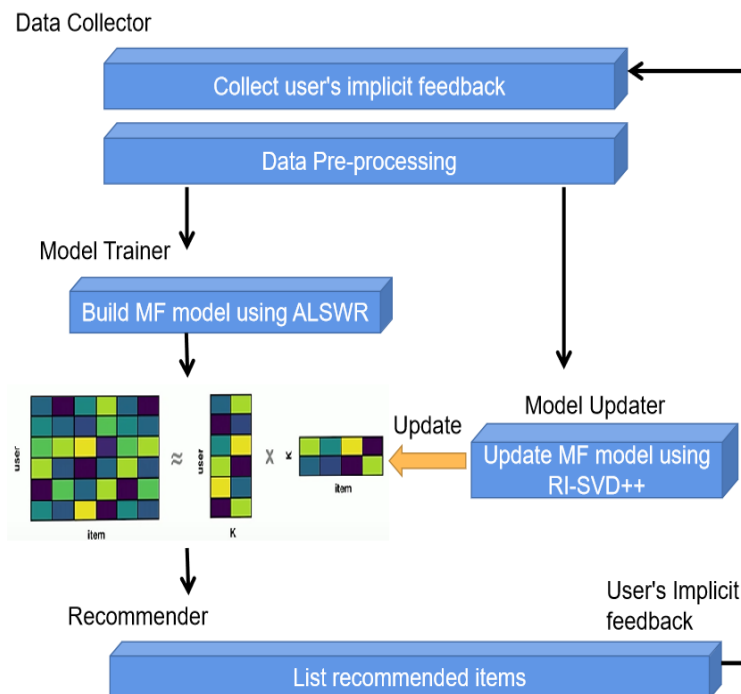 Data Collector
Collect user's implicit feedback
Data Pre-processing
Model Trainer
Build MF model using ALSWR
Model Updater
Update
Update MF model using
RI-SVD++
user
≈
user
x
K
item
K
item
Recommender
User's Implicit
feedback
List recommended items